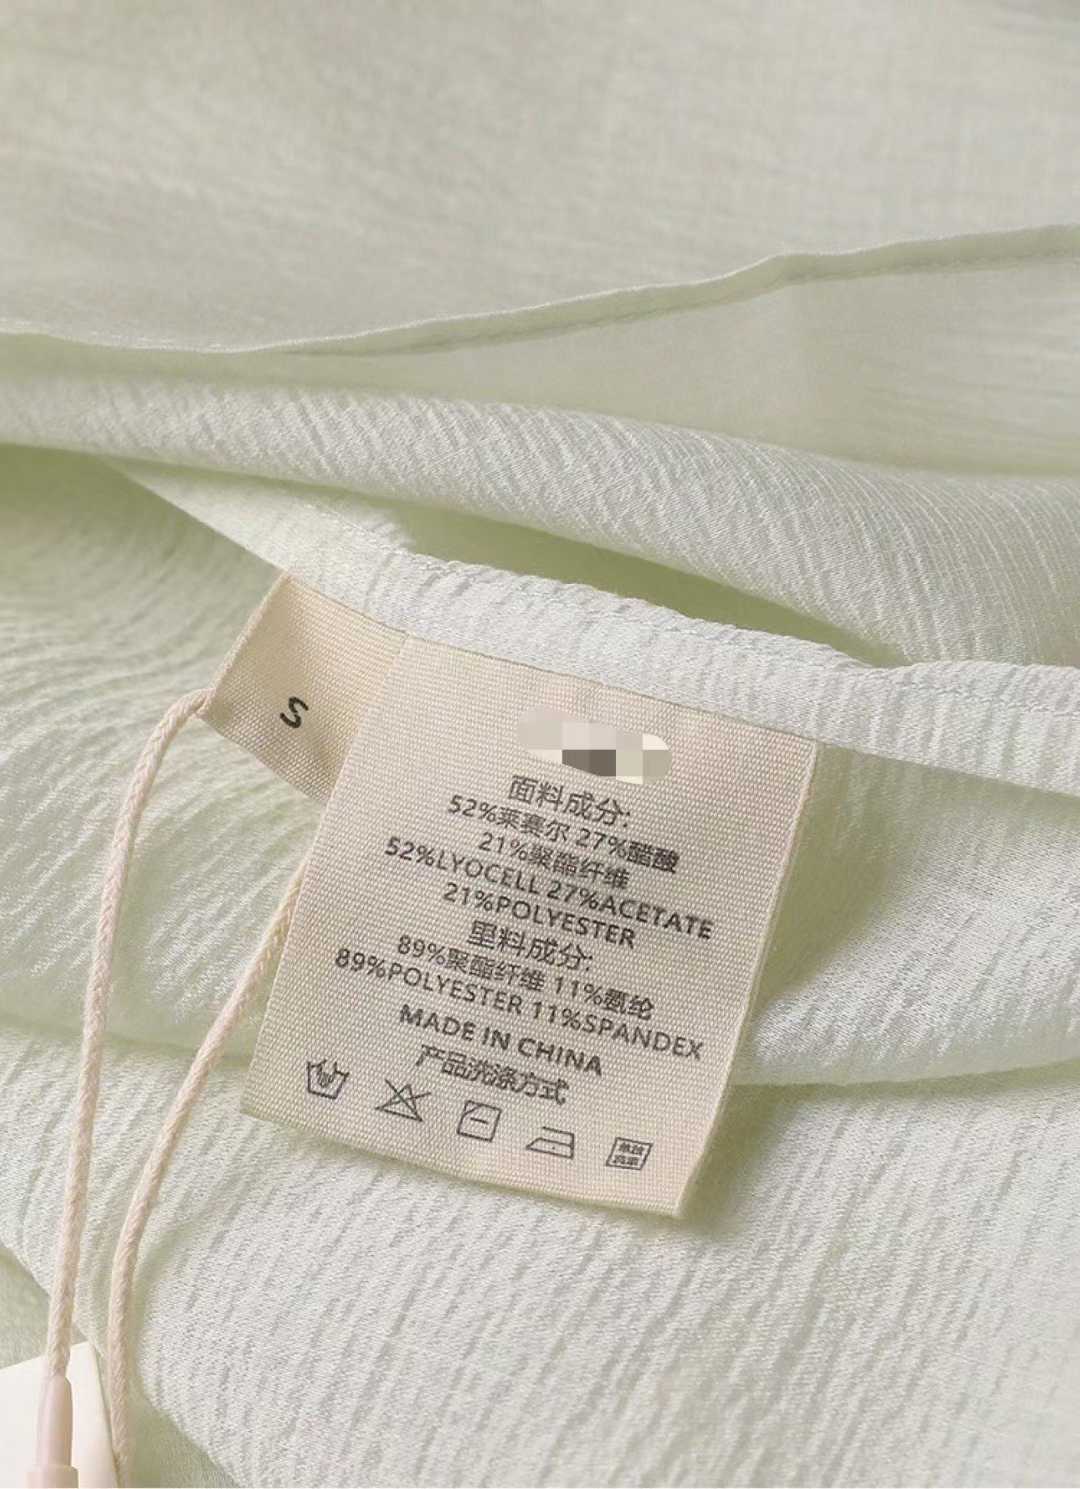 S
面料成分:
52%莱赛尔 27%醋酸
21%聚酯纤维
52%LYOCELL 27%ACETATE
21%POLYESTER
里料成分:
89%聚酯纤维 11%氨纶
89%POLYESTER 11%SPANDEX
MADE IN CHINA
产品洗涤方式